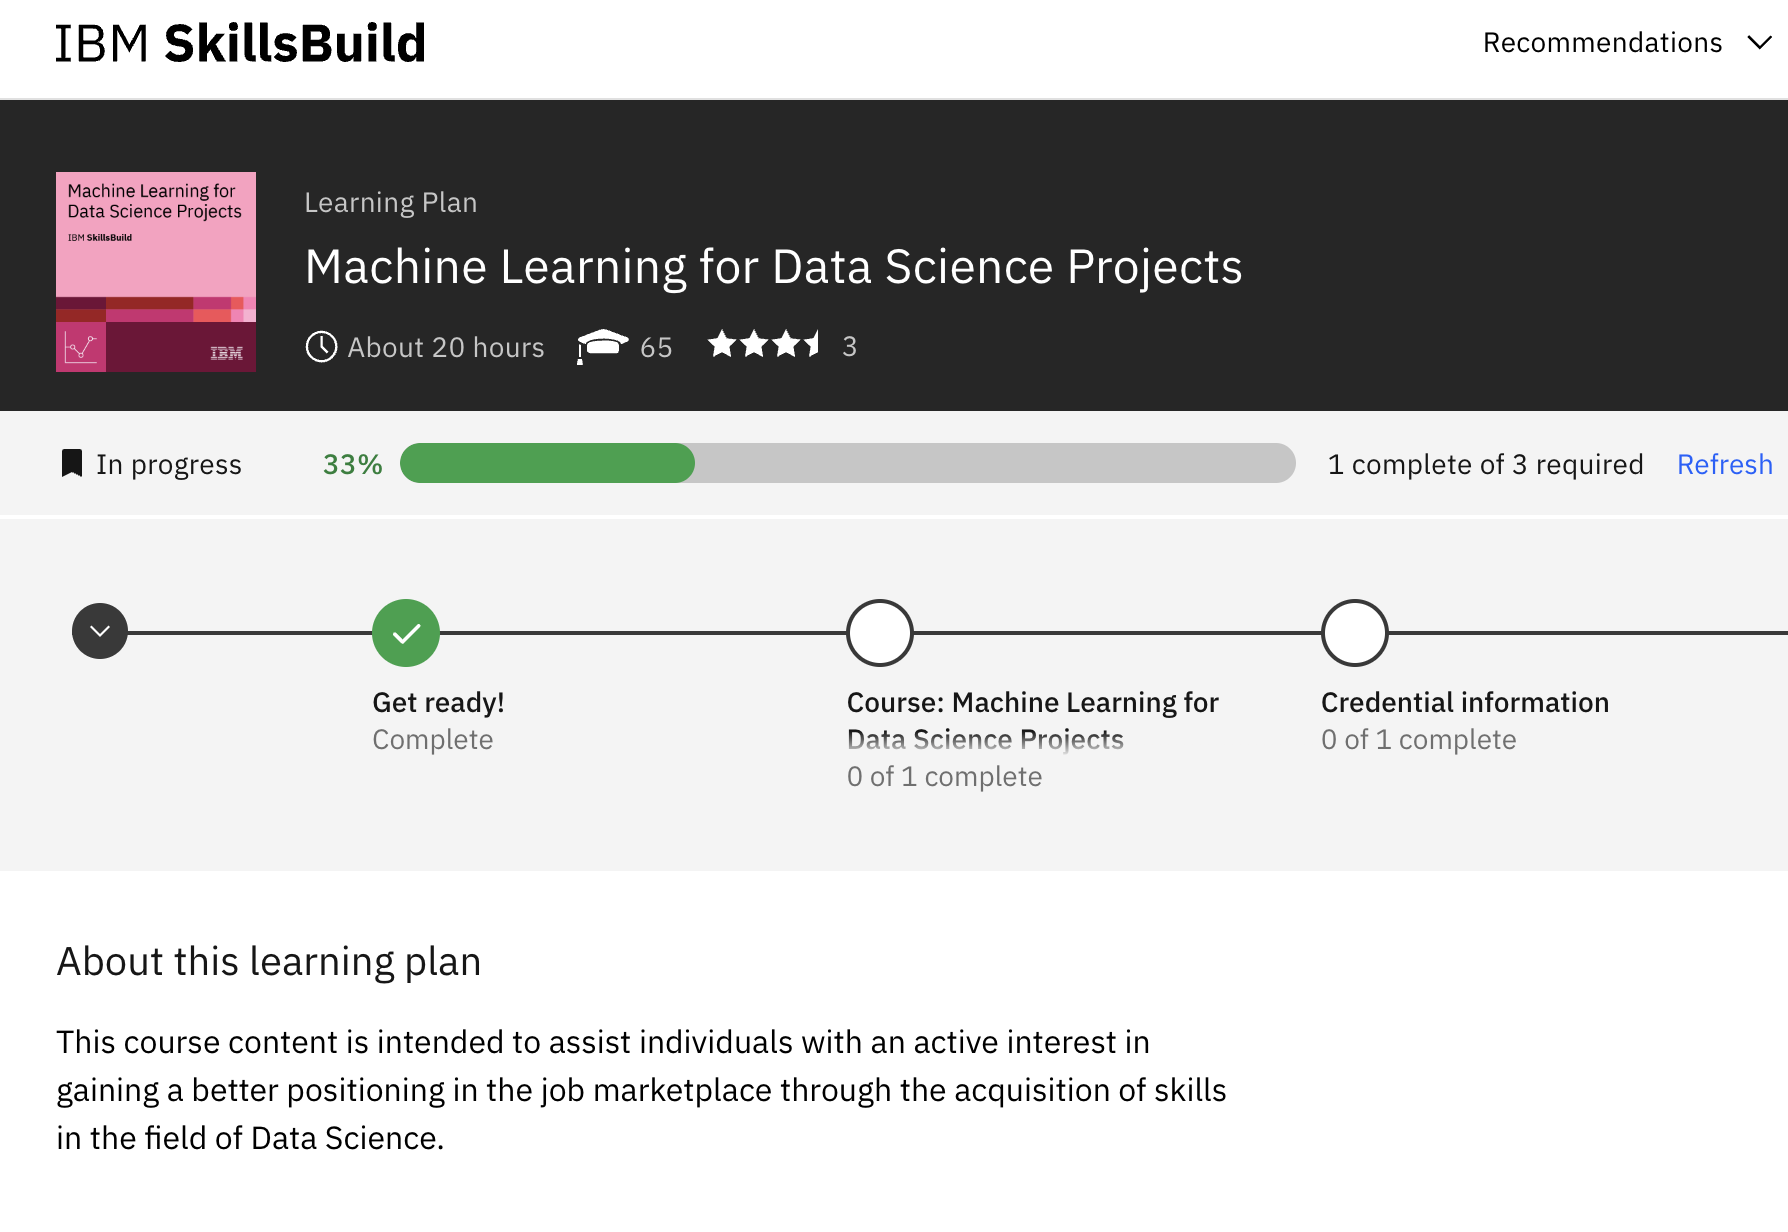 IBM SkillsBuild
Recommendations
Machine Learning for
Data Science Projects
IBM SkillsBuild
IBM
Learning Plan
Machine Learning for Data Science Projects
About 20 hours 65 3
In progress 33% 1 complete of 3 required Refresh
Get ready!
Complete
Course: Machine Learning for
Data Science Projects
0 of 1 complete
Credential information
0 of 1 complete
About this learning plan
This course content is intended to assist individuals with an active interest in
gaining a better positioning in the job marketplace through the acquisition of skills
in the field of Data Science.